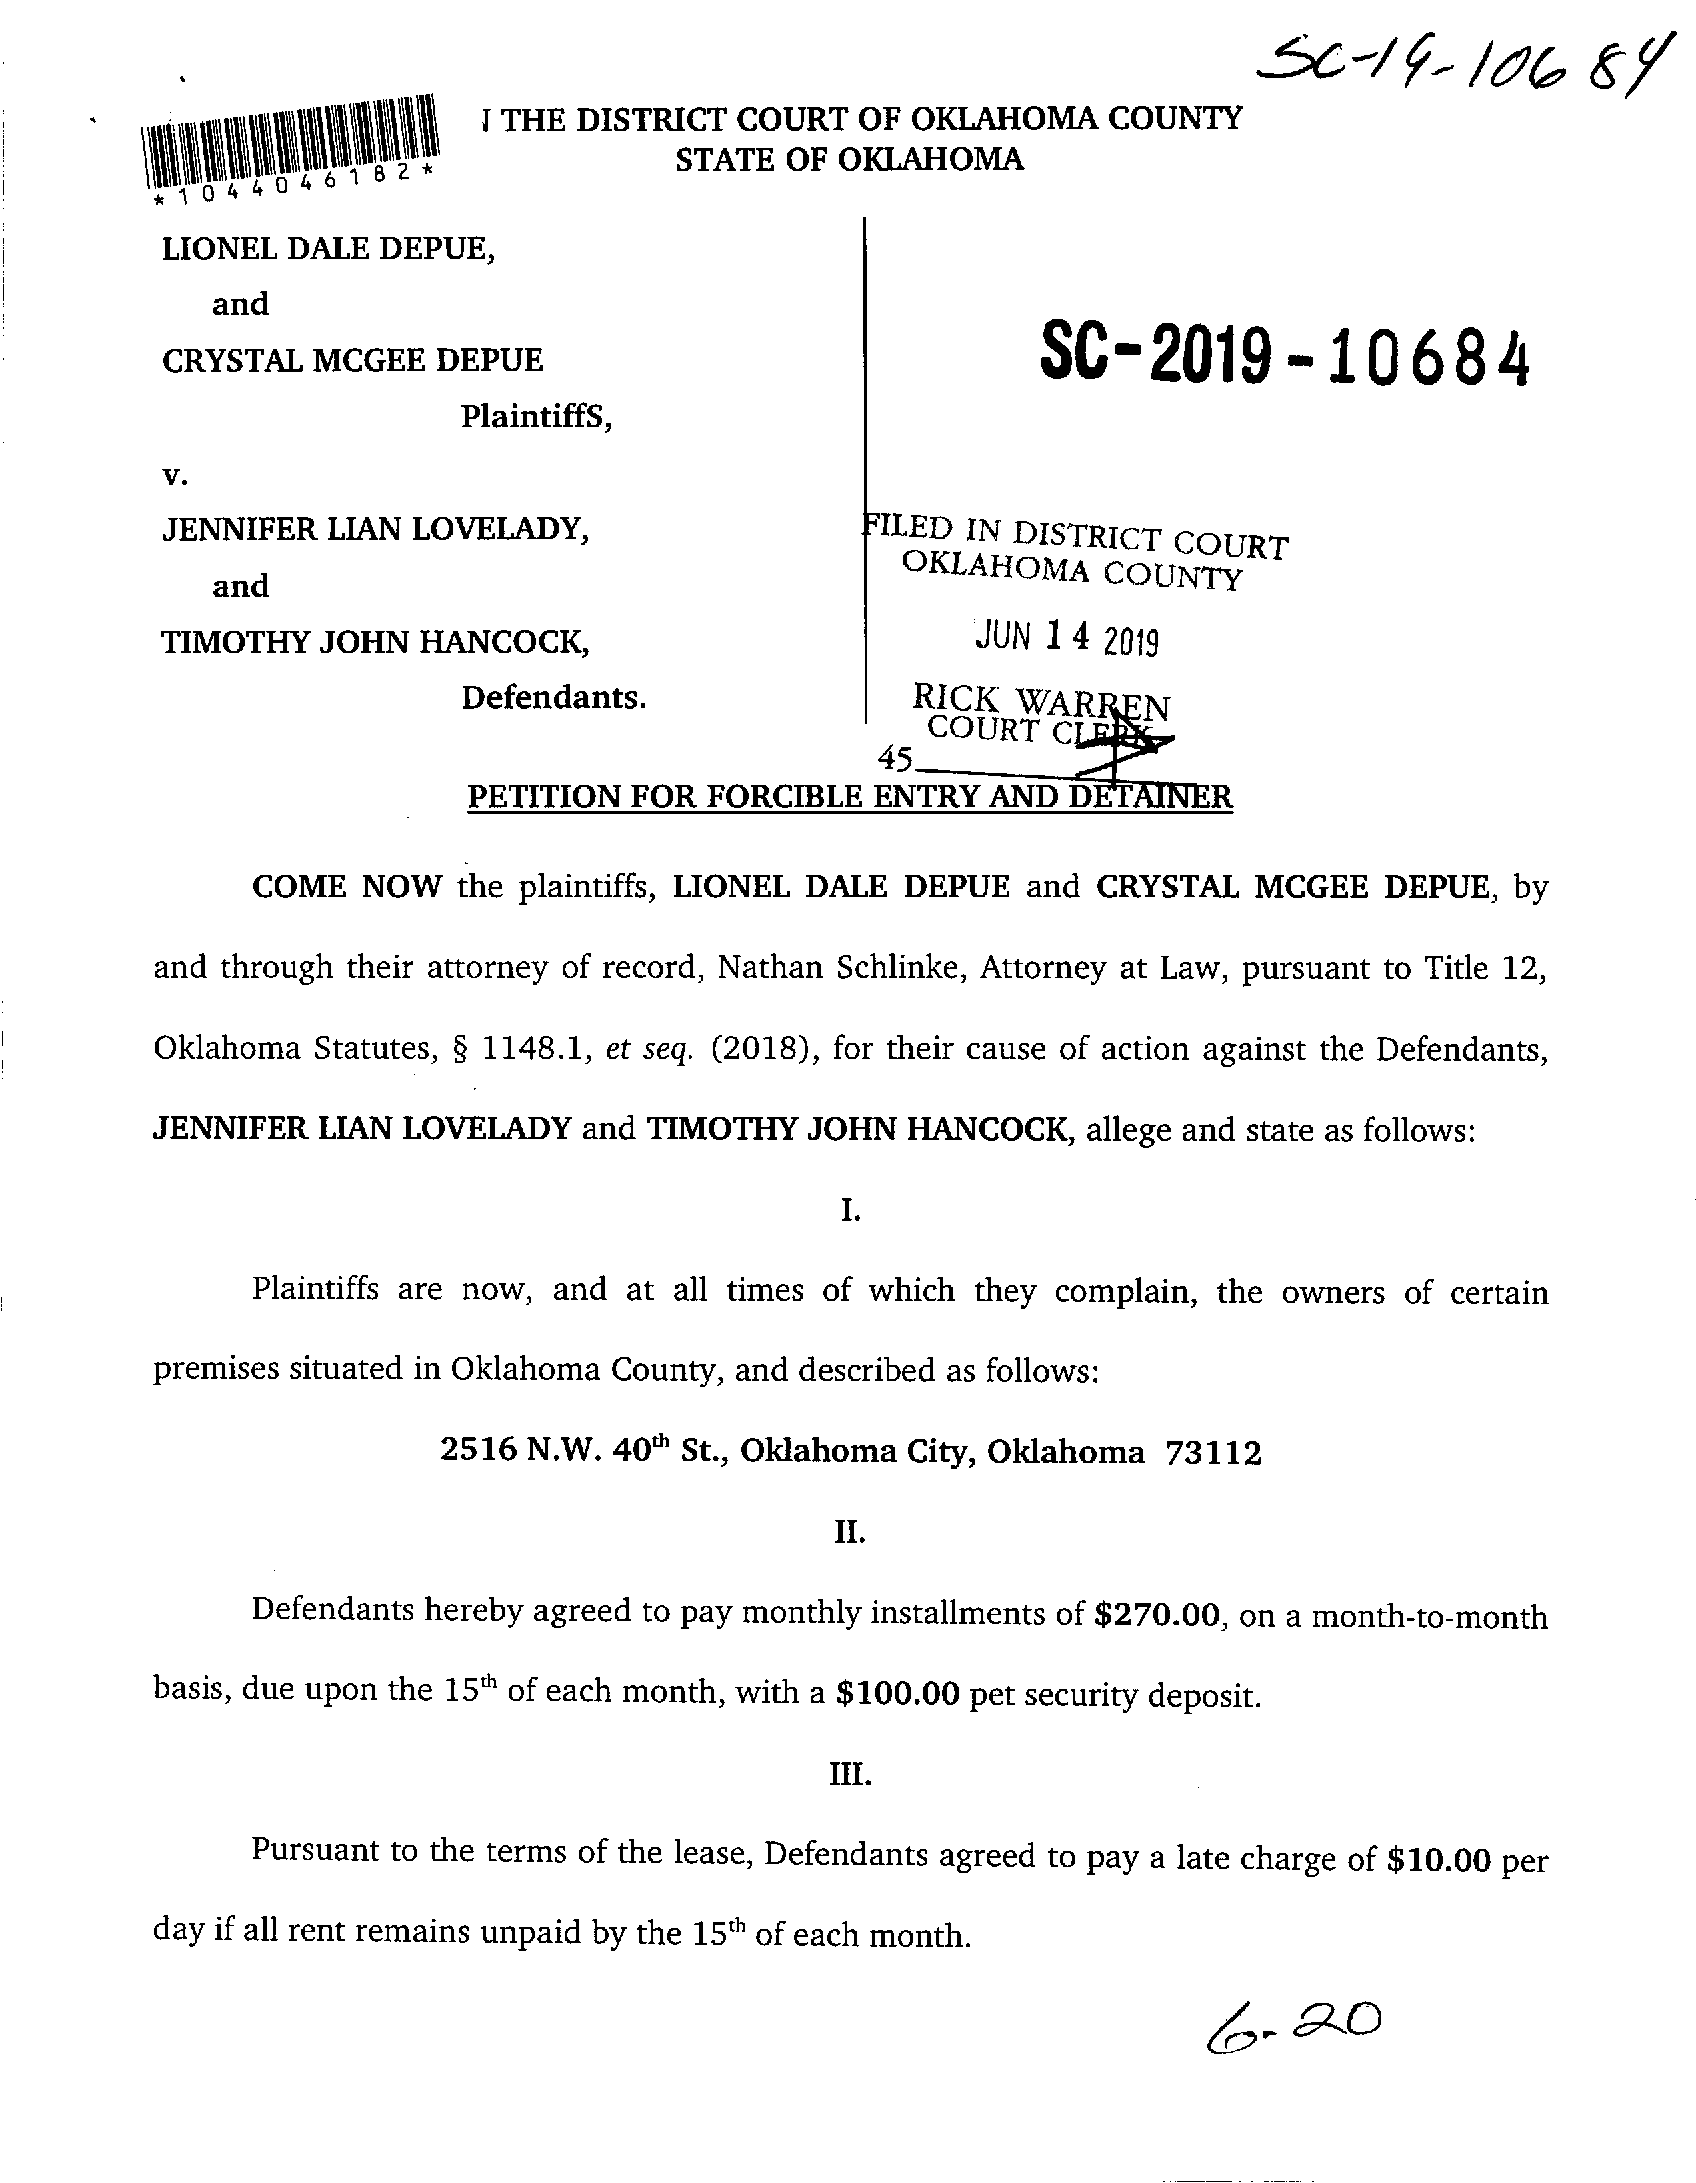 SC-19-10684
THE DISTRICT COURT OF OKLAHOMA COUNTY
STATE OF OKLAHOMA
*1044046182*
LIONEL DALE DEPUE,
and
CRYSTAL MCGEE DEPUE
PlaintiffS,
v.
JENNIFER LIAN LOVELADY,
and
TIMOTHY JOHN HANCOCK,
Defendants.
SC-2019-10684
FILED IN DISTRICT COURT
OKLAHOMA COUNTY
JUN 14 2019
RICK WARREN
COURT CLERK
45
PETITION FOR FORCIBLE ENTRY AND DETAINER
COME NOW the plaintiffs, LIONEL DALE DEPUE and CRYSTAL MCGEE DEPUE, by
and through their attorney of record, Nathan Schlinke, Attorney at Law, pursuant to Title 12,
Oklahoma Statutes, § 1148.1, et seq. (2018), for their cause of action against the Defendants,
JENNIFER LIAN LOVELADY and TIMOTHY JOHN HANCOCK, allege and state as follows:
I.
Plaintiffs are now, and at all times of which they complain, the owners of certain
premises situated in Oklahoma County, and described as follows:
2516 N.W. 40th St., Oklahoma City, Oklahoma 73112
II.
Defendants hereby agreed to pay monthly installments of $270.00, on a month-to-month
basis, due upon the 15th of each month, with a $100.00 pet security deposit.
III.
Pursuant to the terms of the lease, Defendants agreed to pay a late charge of $10.00 per
day if all rent remains unpaid by the 15th of each month.
6-20